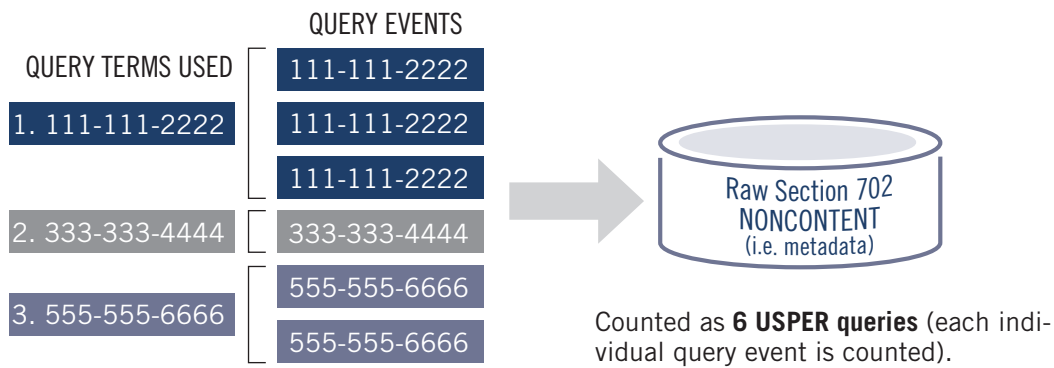 QUERY EVENTS
QUERY TERMS USED
111-111-2222
1. 111-111-2222
111-111-2222
111-111-2222
2. 333-333-4444
333-333-4444
3. 555-555-6666
555-555-6666
555-555-6666
Raw Section 702
NONCONTENT
(i.e. metadata)
Counted as 6 USPER queries (each indi-
vidual query event is counted).